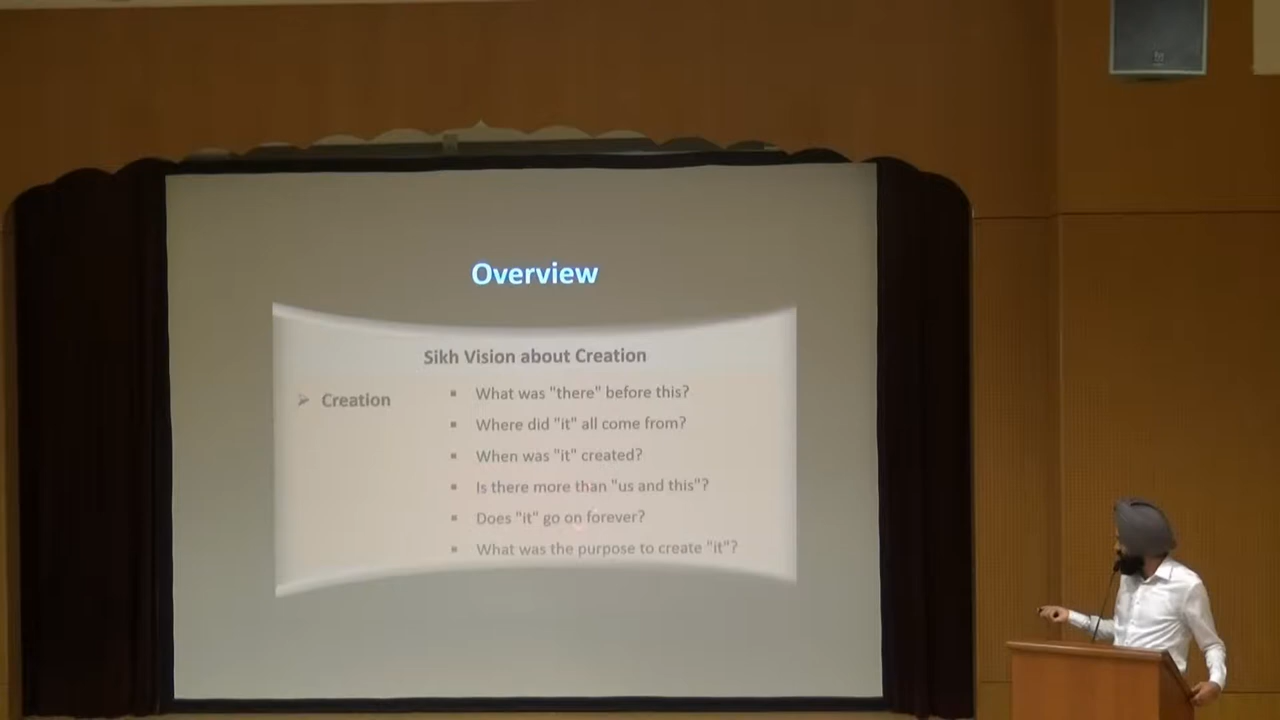 Overview
Sikh Vision about Creation
Creation
What was "there" before this?
Where did "it" all come from?
When was "it" created?
Is there more than "us and this"?
Does "it" go on forever?
What was the purpose to create "it"?